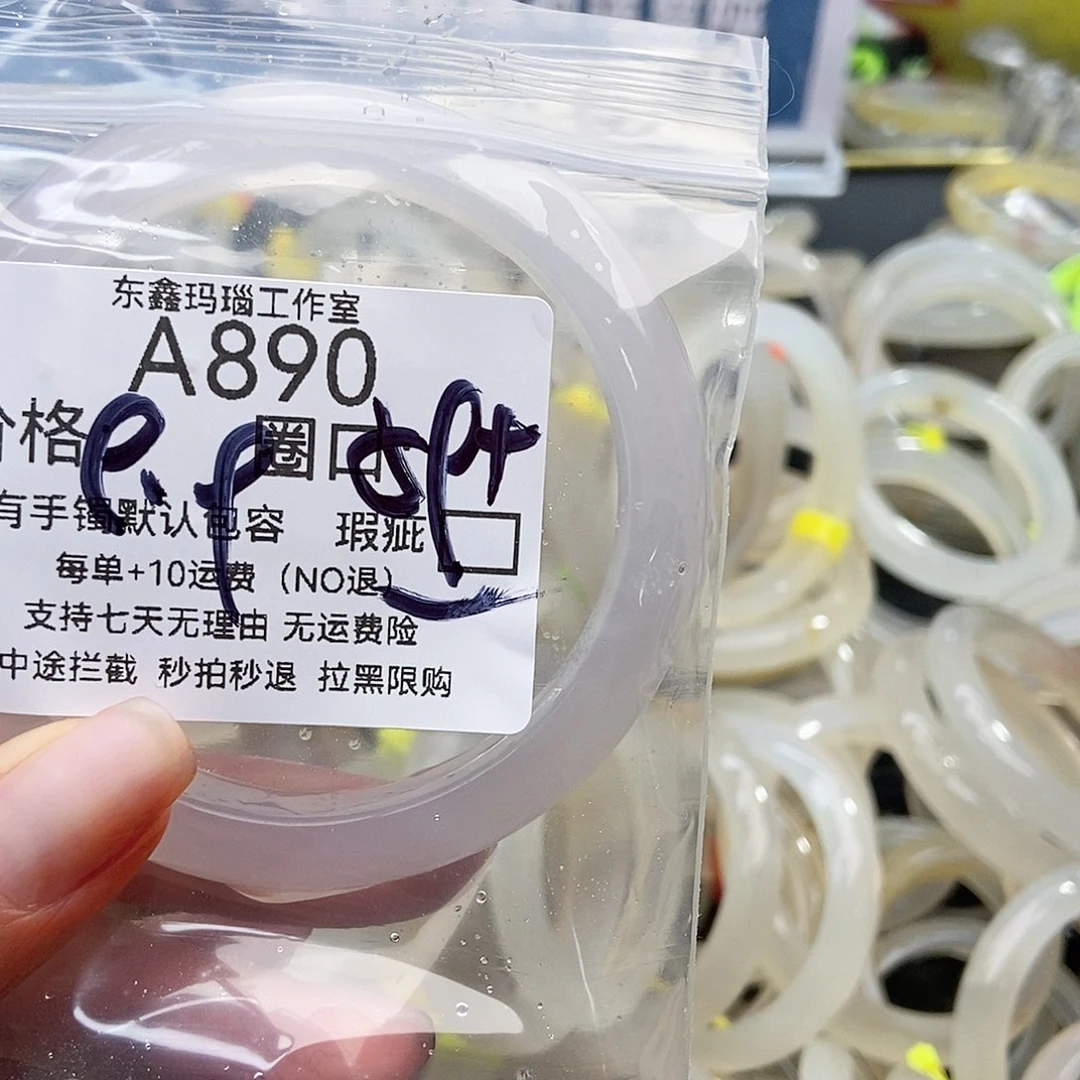 东鑫玛瑙工作室
A890
价格 圈口
有手镯默认包容 瑕疵
每单+10运费（NO退）
支持七天无理由 无运费险
中途拦截 秒拍秒退 拉黑限购